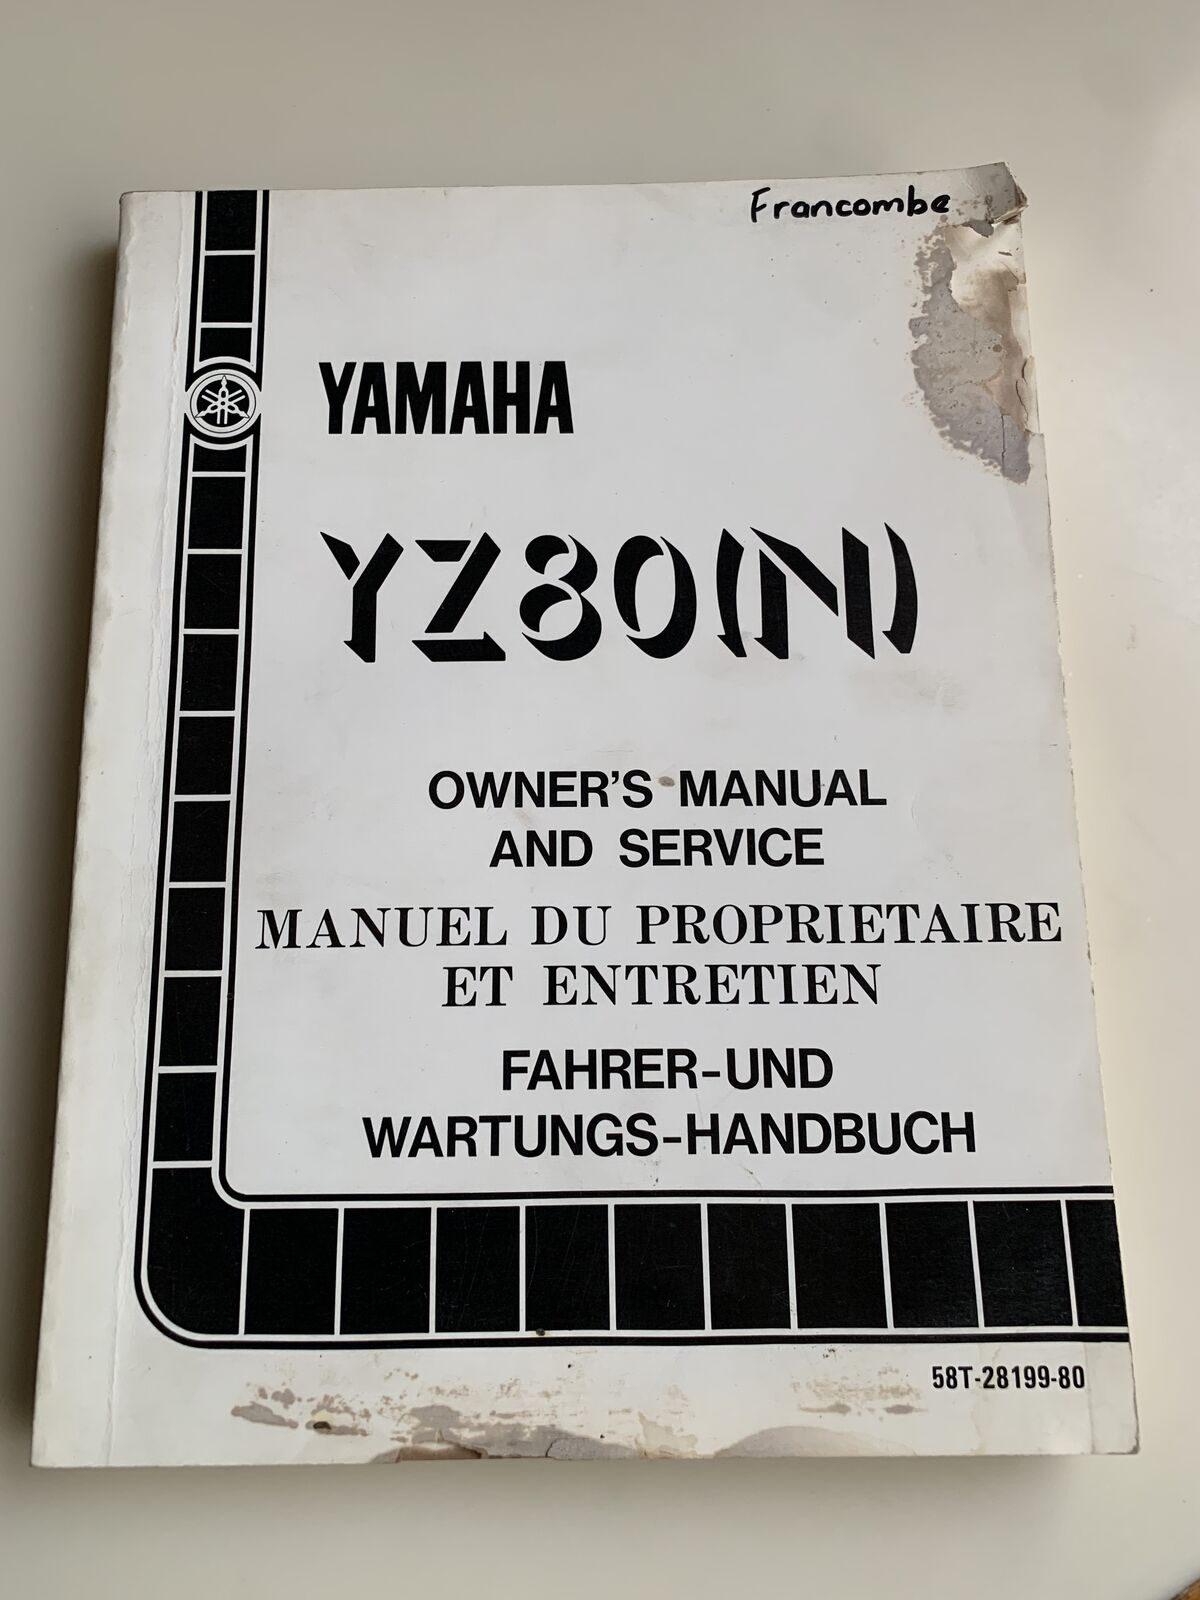 Francombe
YAMAHA
YZ80(N)
OWNER'S MANUAL
AND SERVICE
MANUEL DU PROPRIETAIRE
ET ENTRETIEN
FAHRER-UND
WARTUNGS-HANDBUCH
58T-28199-80